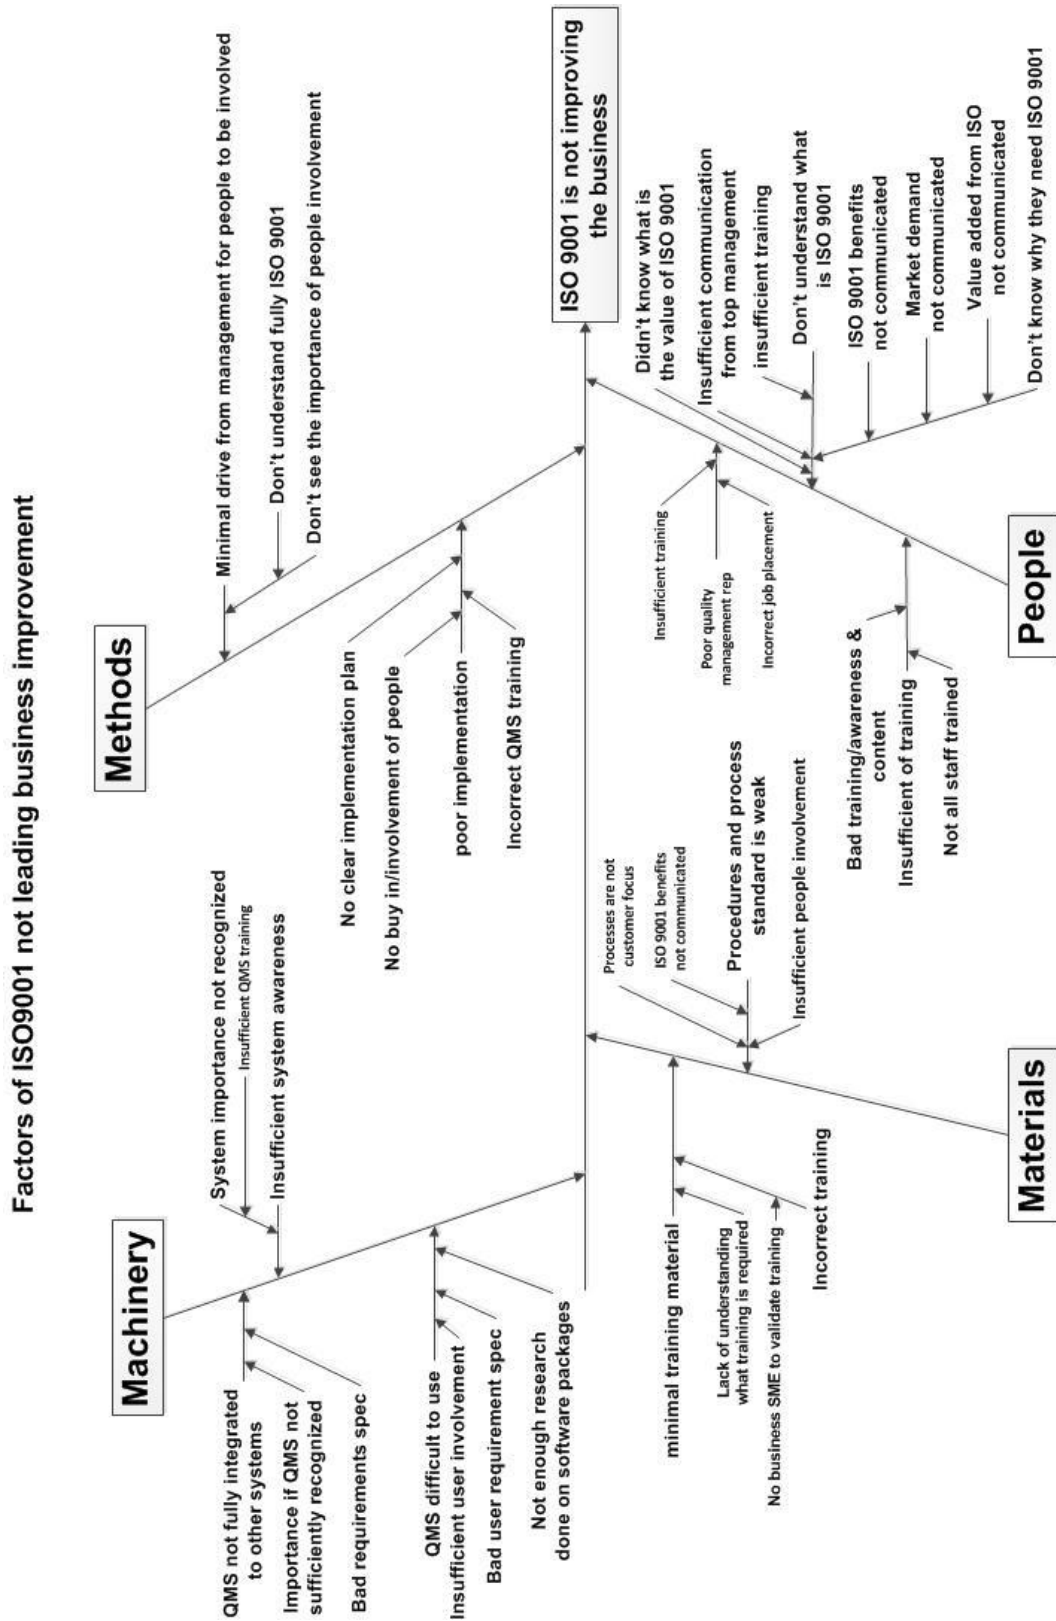 Factors of ISO9001 not leading business improvement
Machinery
QMS not fully integrated
to other systems
Importance if QMS not
sufficiently recognized
Bad requirements spec
System importance not recognized
Insufficient QMS training
Insufficient system awareness
QMS difficult to use
Insufficient user involvement
Bad user requirement spec
Not enough research
done on software packages
Methods
Minimal drive from management for people to be involved
Don't understand fully ISO 9001
Don't see the importance of people involvement
No clear implementation plan
No buy in/involvement of people
poor implementation
Incorrect QMS training
ISO 9001 is not improving
the business
Materials
minimal training material
Lack of understanding
what training is required
No business SME to validate training
Incorrect training
Processes are not
customer focus
ISO 9001 benefits
not communicated
Procedures and process
standard is weak
Insufficient people involvement
People
Insufficient training
Poor quality
management rep
Incorrect job placement
Bad training/awareness &
content
Insufficient of training
Not all staff trained
Didn't know what is
the value of ISO 9001
Insufficient communication
from top management
insufficient training
Don't understand what
is ISO 9001
ISO 9001 benefits
not communicated
Market demand
not communicated
Value added from ISO
not communicated
Don't know why they need ISO 9001